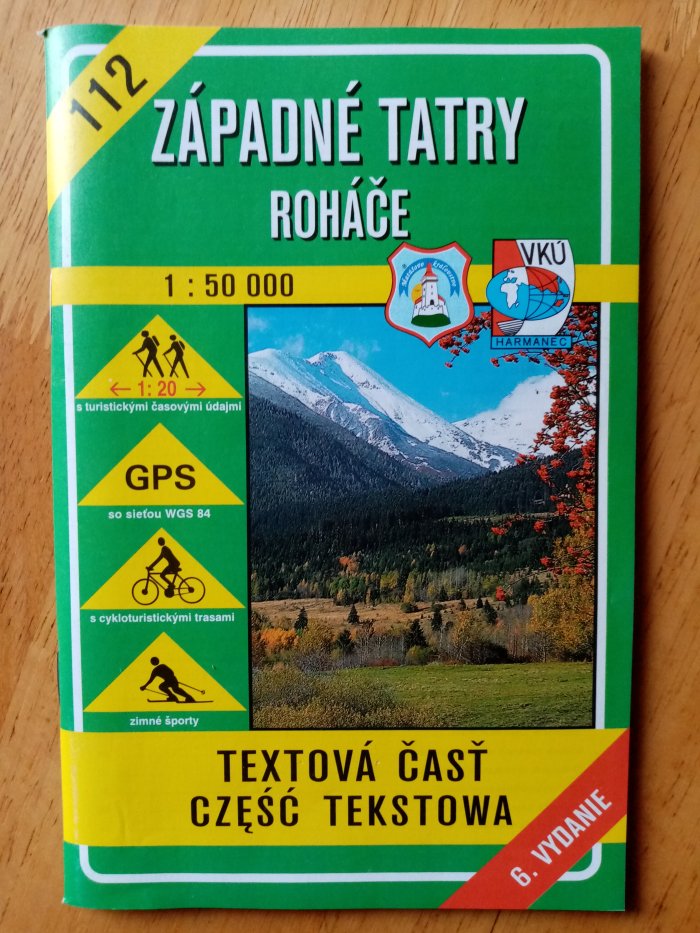 112
ZÁPADNÉ TATRY
ROHÁČE
1 : 50 000
VKÚ
HARMANEC
← 1: 20 →
s turistickými časovými údajmi
GPS
so sieťou WGS 84
s cykloturistickými trasami
zimné športy
TEXTOVÁ ČASŤ
CZĘŚĆ TEKSTOWA
6. VYDANIE